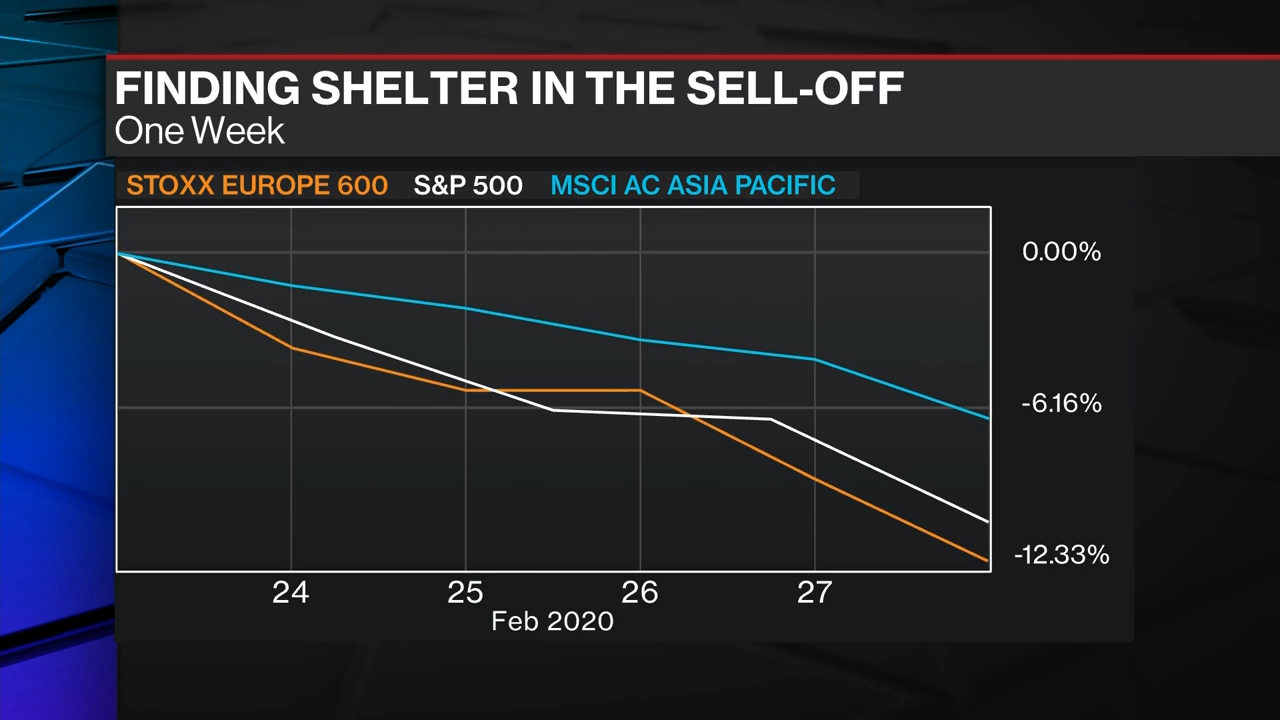 FINDING SHELTER IN THE SELL-OFF
One Week
STOXX EUROPE 600 S&P 500 MSCI AC ASIA PACIFIC
0.00%
-6.16%
-12.33%
24 25 26 27
Feb 2020